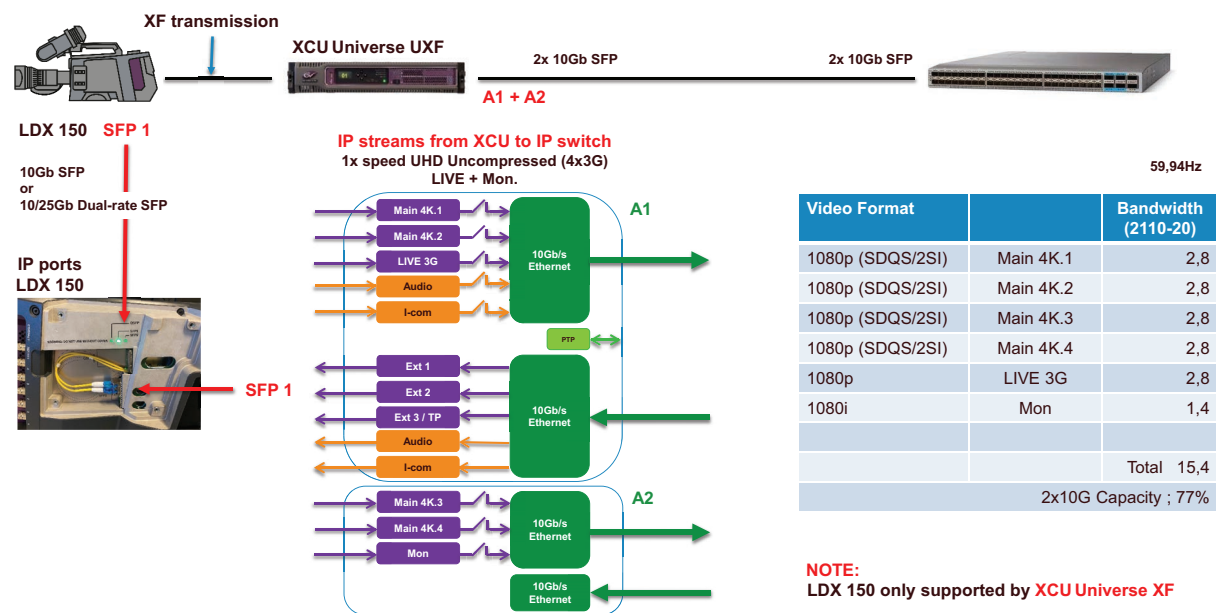 XF transmission
XCU Universe UXF
2x 10Gb SFP
2x 10Gb SFP
A1 + A2
LDX 150 SFP 1
10Gb SFP
or
10/25Gb Dual-rate SFP
IP ports
LDX 150
SFP 1
IP streams from XCU to IP switch
1x speed UHD Uncompressed (4x3G)
LIVE + Mon.
A1
Main 4K.1
Main 4K.2
LIVE 3G
Audio
I-com
10Gb/s
Ethernet
PTP
Ext 1
Ext 2
Ext 3 / TP
Audio
I-com
10Gb/s
Ethernet
A2
Main 4K.3
Main 4K.4
Mon
10Gb/s
Ethernet
10Gb/s
Ethernet
59,94Hz
Video Format Bandwidth
(2110-20)
1080p (SDQS/2SI) Main 4K.1 2,8
1080p (SDQS/2SI) Main 4K.2 2,8
1080p (SDQS/2SI) Main 4K.3 2,8
1080p (SDQS/2SI) Main 4K.4 2,8
1080p LIVE 3G 2,8
1080i Mon 1,4
Total 15,4
2x10G Capacity ; 77%
NOTE:
LDX 150 only supported by XCU Universe XF